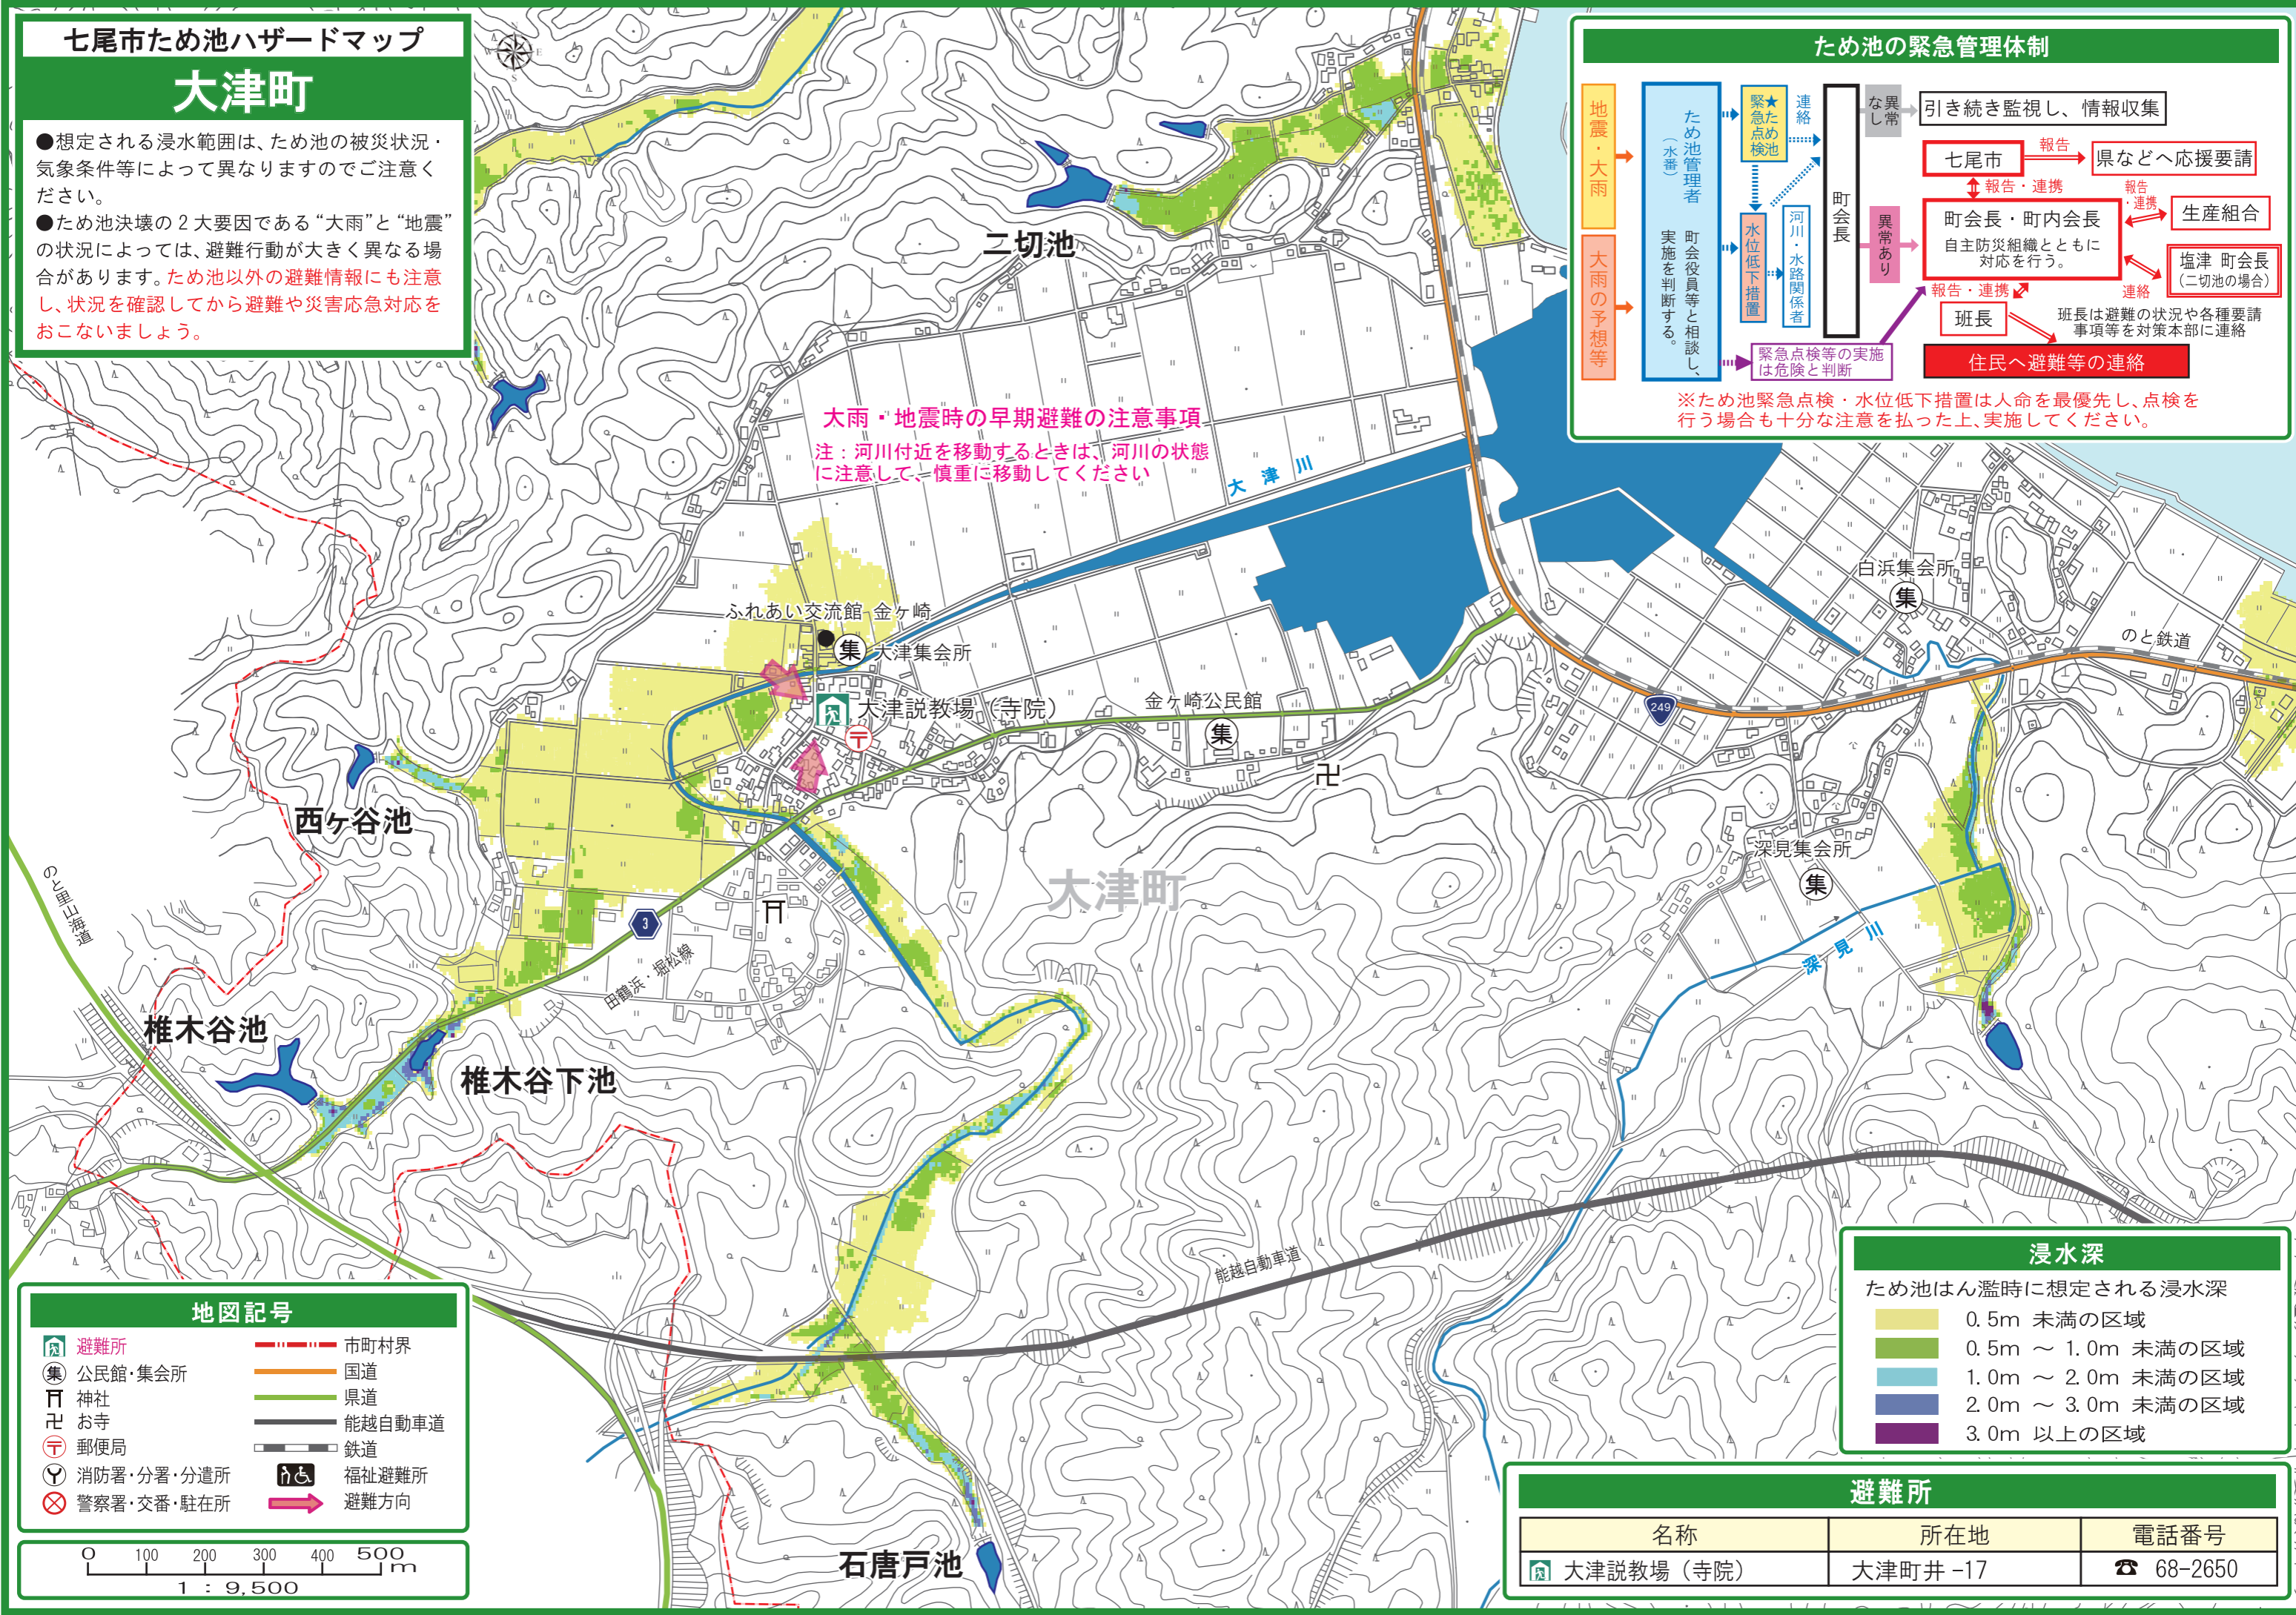 七尾市ため池ハザードマップ
大津町
●想定される浸水範囲は、ため池の被災状況・
気象条件等によって異なりますのでご注意く
ださい。
●ため池決壊の2大要因である“大雨”と“地震”
の状況によっては、避難行動が大きく異なる場
合があります。ため池以外の避難情報にも注意
し、状況を確認してから避難や災害応急対応を
おこないましょう。
N
W E
S
ため池の緊急管理体制
地震・大雨
大雨の予想等
ため池管理者
（水番）
町会役員等と相談し、
実施を判断する。
★ため池
緊急点検
連絡
水位低下措置
河川・水路関係者
緊急点検等の実施
は危険と判断
町会長
異常
なし
引き続き監視し、情報収集
異常あり
七尾市
報告
県などへ応援要請
報告・連携
町会長・町内会長
自主防災組織とともに
対応を行う。
報告
・連携
生産組合
連絡
塩津 町会長
（二切池の場合）
報告・連携
班長
班長は避難の状況や各種要請
事項等を対策本部に連絡
住民へ避難等の連絡
※ため池緊急点検・水位低下措置は人命を最優先し、点検を
行う場合も十分な注意を払った上、実施してください。
二切池
大雨・地震時の早期避難の注意事項
注：河川付近を移動するときは、河川の状態
に注意して、慎重に移動してください
大津川
ふれあい交流館 金ヶ崎
集
大津集会所
大津説教場（寺院）
金ヶ崎公民館
集
白浜集会所
集
のと鉄道
249
深見集会所
集
深見川
西ヶ谷池
のと里山海道
大津町
3
田鶴浜・堀松線
椎木谷池
椎木谷下池
能越自動車道
石唐戸池
地図記号
避難所
集 公民館・集会所
神社
卍 お寺
〒 郵便局
消防署・分署・分遣所
警察署・交番・駐在所
市町村界
国道
県道
能越自動車道
鉄道
福祉避難所
避難方向
0 100 200 300 400 500
m
1 : 9,500
浸水深
ため池はん濫時に想定される浸水深
0.5m 未満の区域
0.5m ～ 1.0m 未満の区域
1.0m ～ 2.0m 未満の区域
2.0m ～ 3.0m 未満の区域
3.0m 以上の区域
避難所
名称 所在地 電話番号
大津説教場（寺院） 大津町井-17 ☎ 68-2650